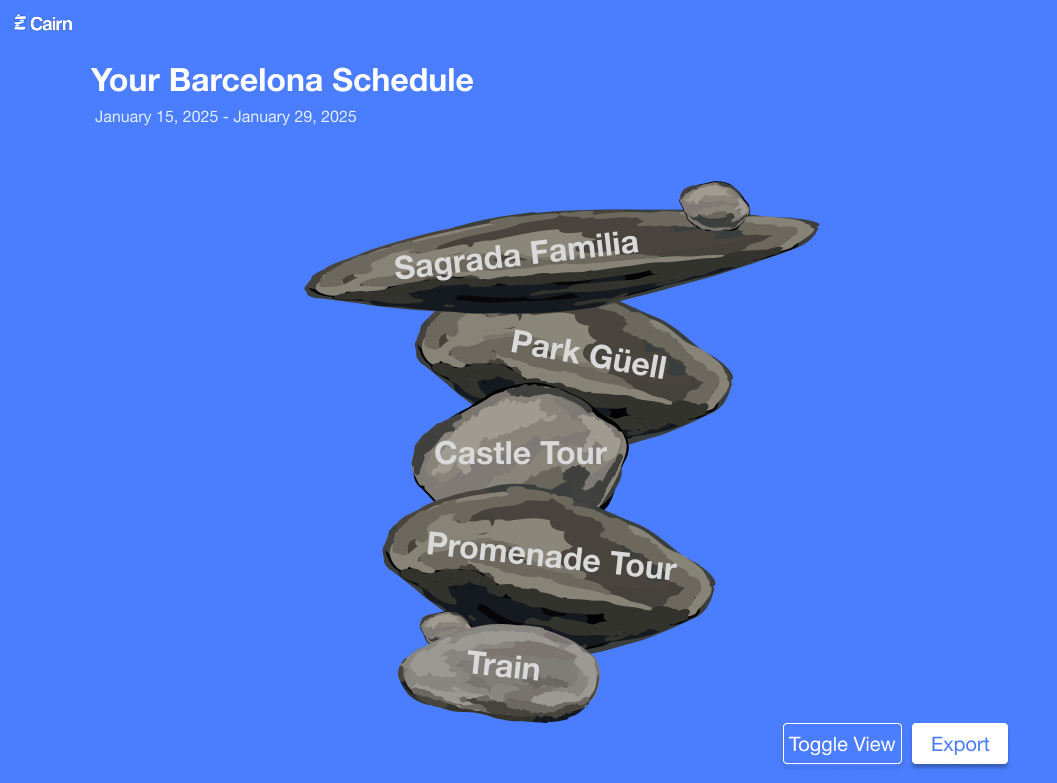 Cairn
Your Barcelona Schedule
January 15, 2025 - January 29, 2025
Sagrada Familia
Park Güell
Castle Tour
Promenade Tour
Train
Toggle View
Export